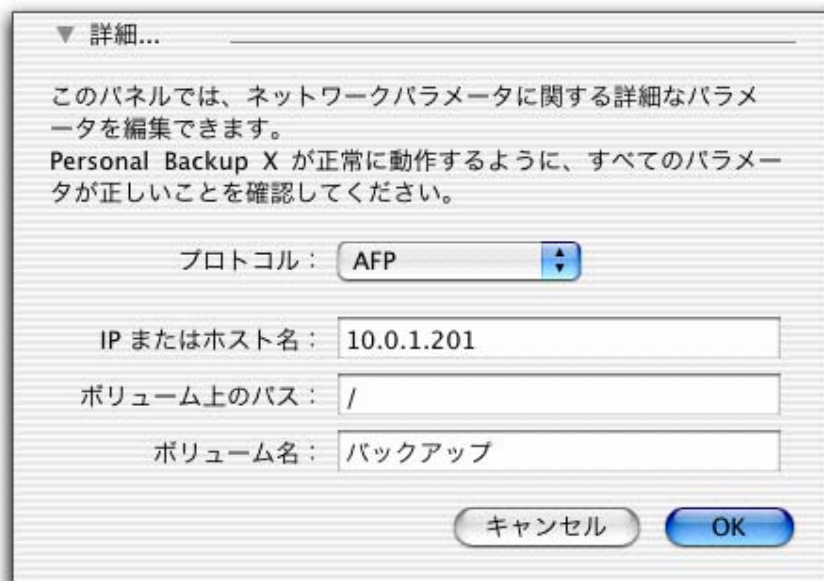 ▼ 詳細...
このパネルでは、ネットワークパラメータに関する詳細なパラメ
ータを編集できます。
Personal Backup X が正常に動作するように、すべてのパラメー
タが正しいことを確認してください。
プロトコル： AFP
IP またはホスト名： 10.0.1.201
ボリューム上のパス： /
ボリューム名： バックアップ
キャンセル OK